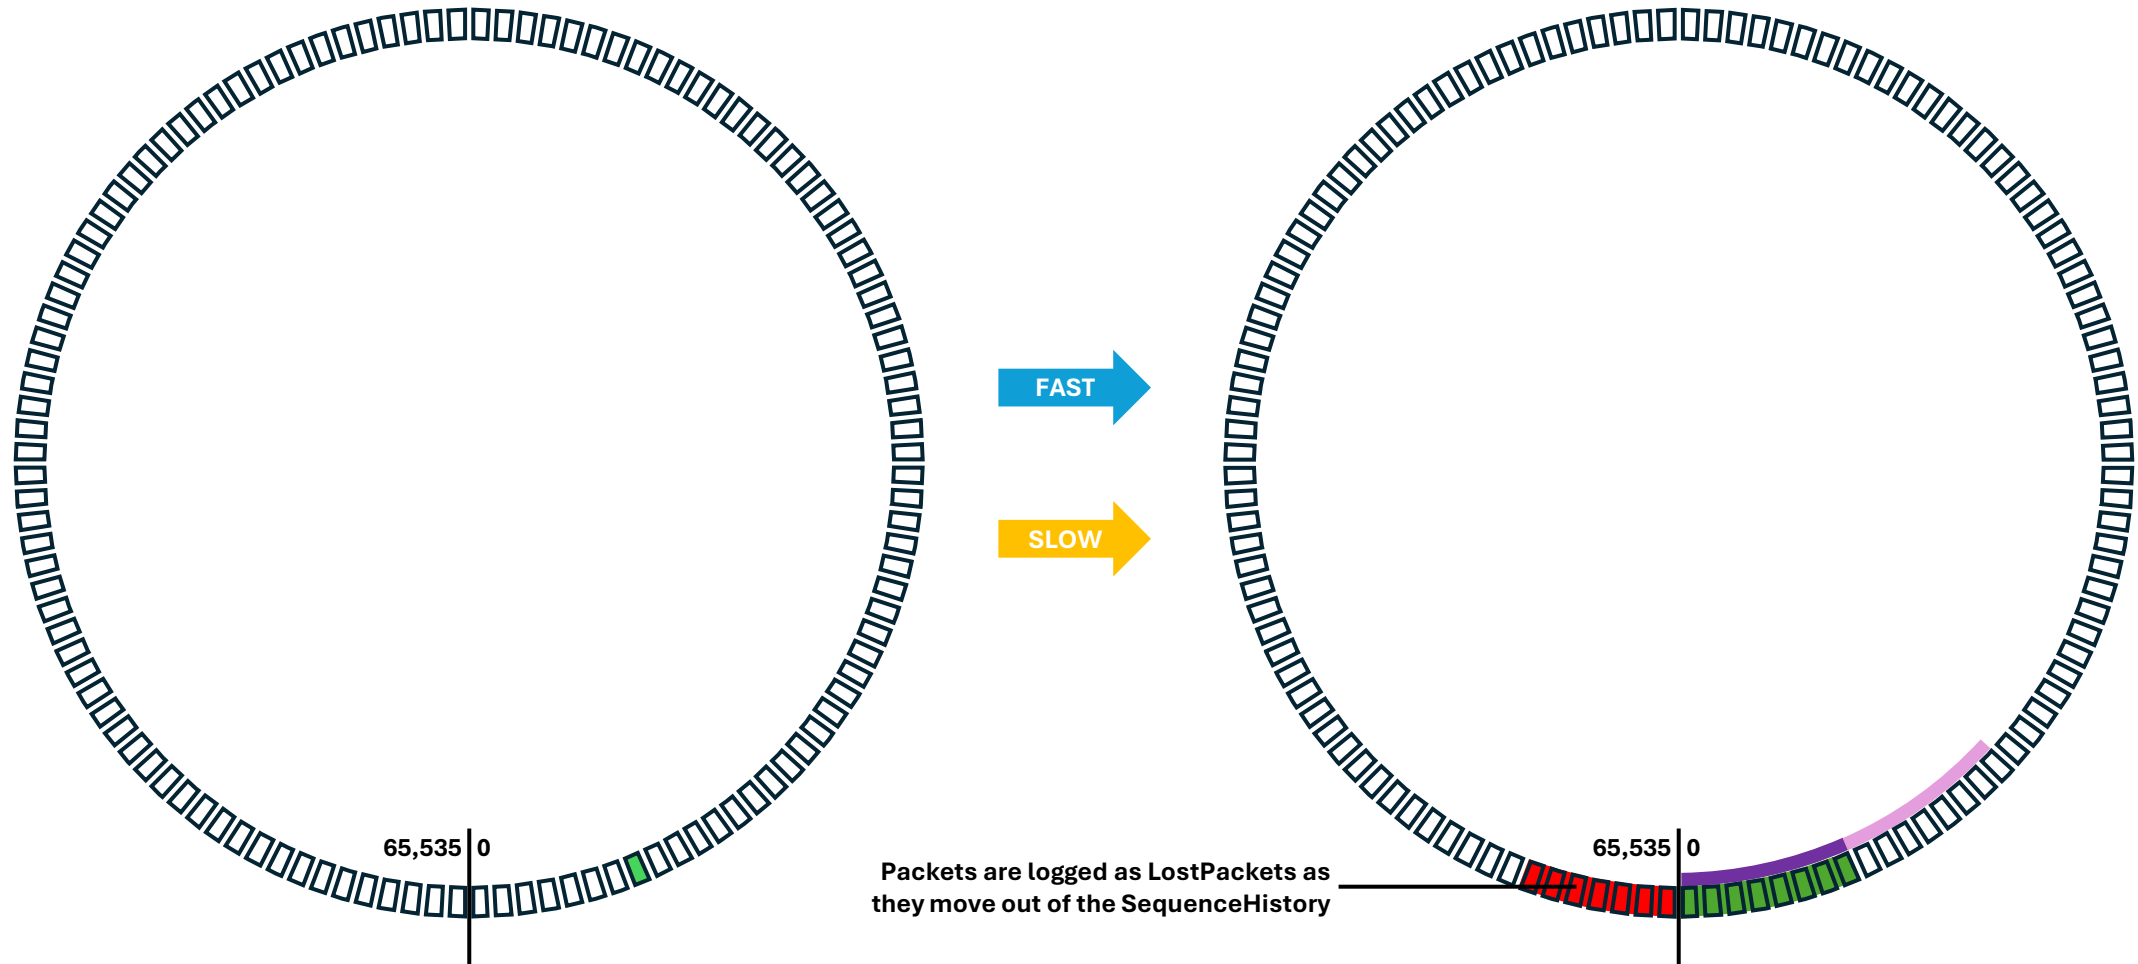 FAST
SLOW
65,535 0
65,535 0
Packets are logged as LostPackets as
they move out of the SequenceHistory